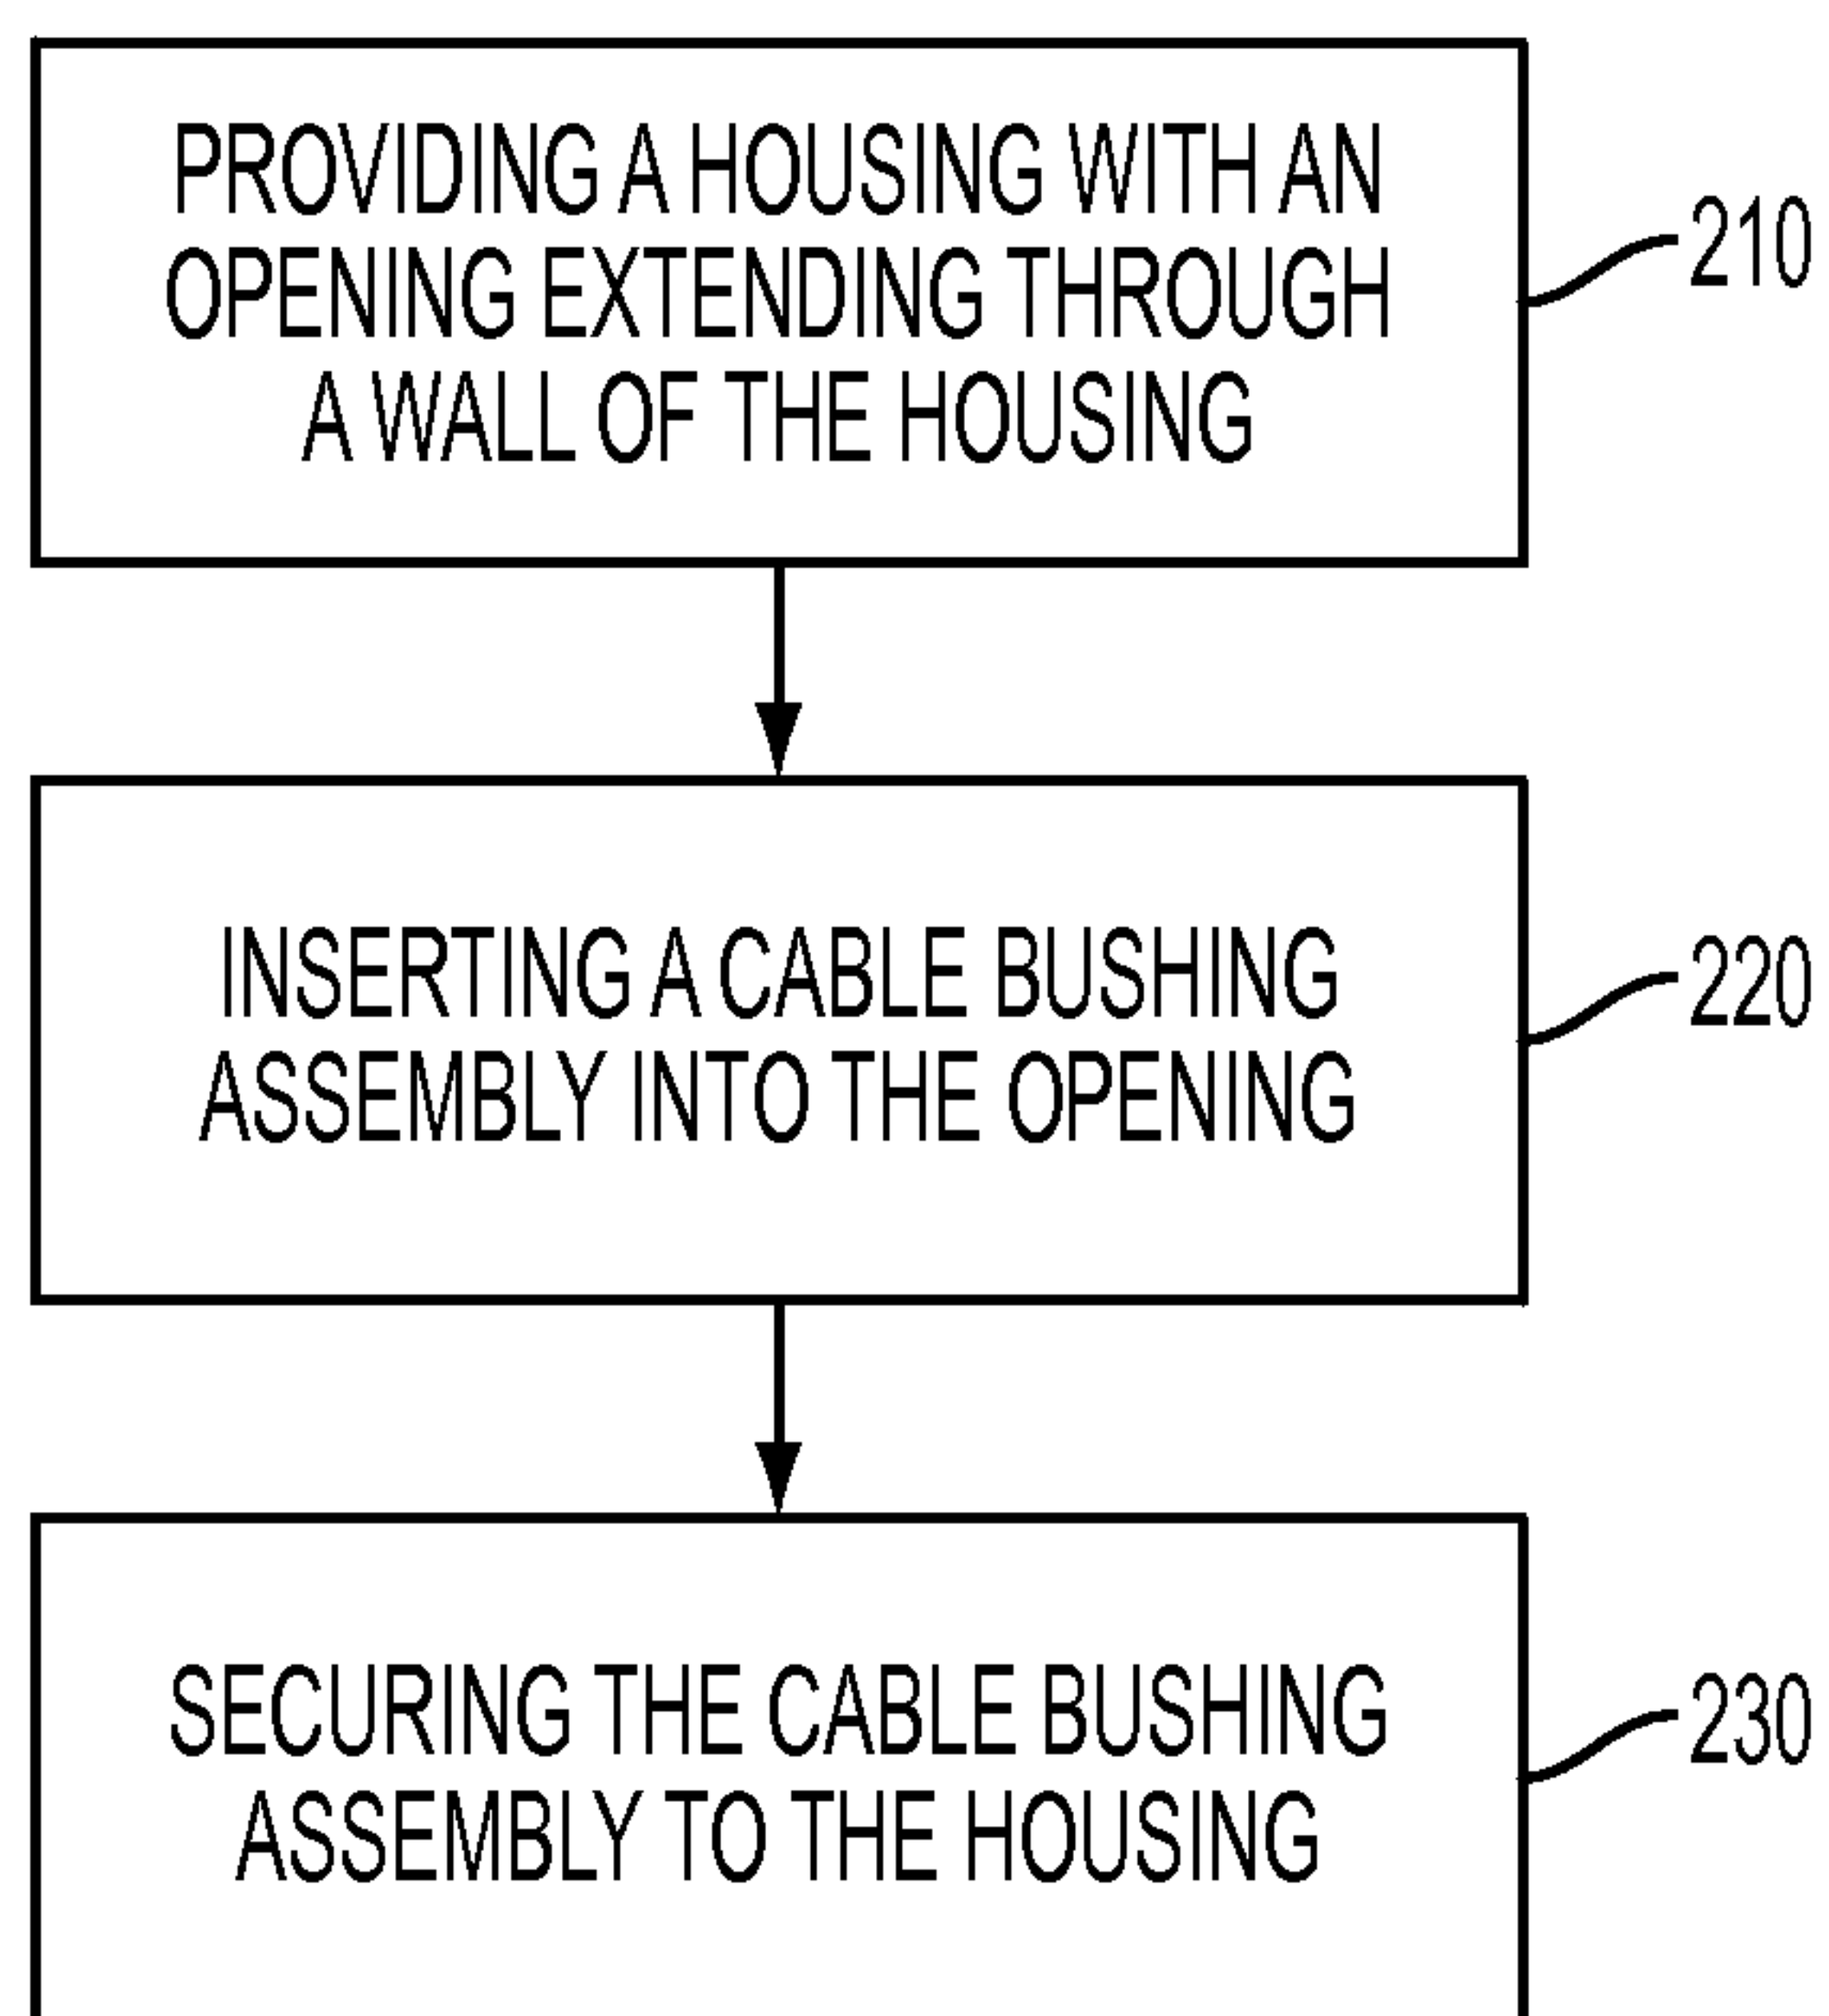 PROVIDING A HOUSING WITH AN
OPENING EXTENDING THROUGH
A WALL OF THE HOUSING
210
INSERTING A CABLE BUSHING
ASSEMBLY INTO THE OPENING
220
SECURING THE CABLE BUSHING
ASSEMBLY TO THE HOUSING
230